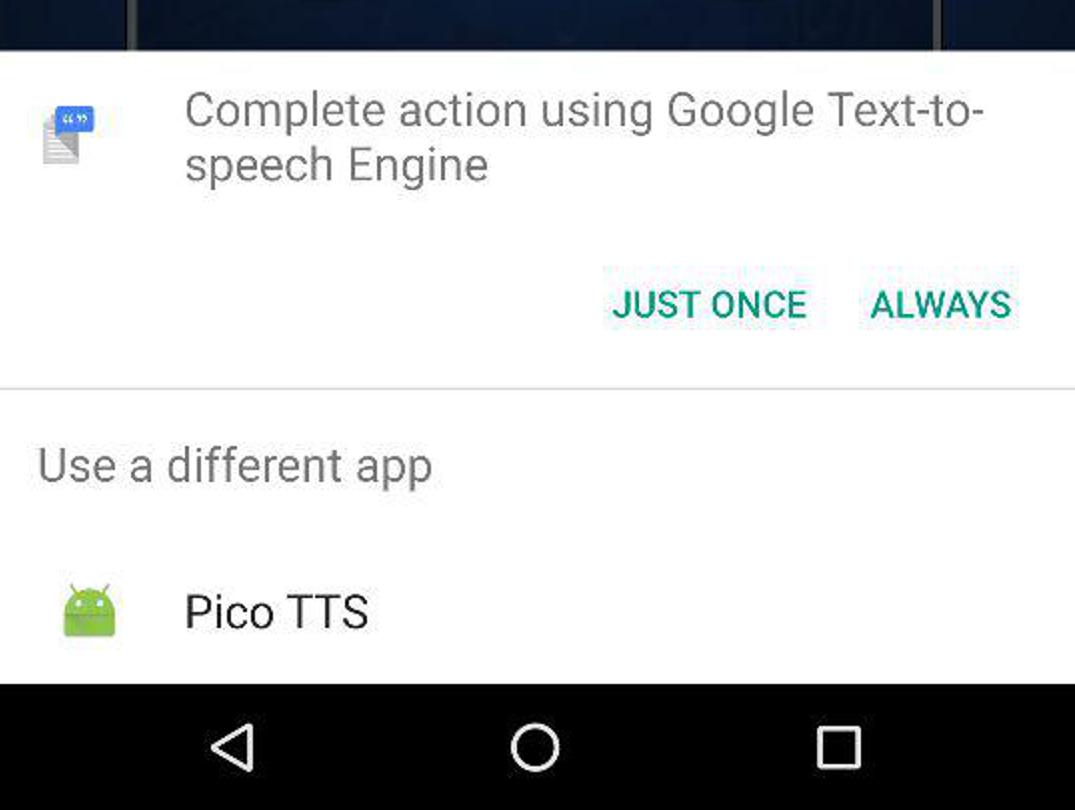 Complete action using Google Text-to-
speech Engine
JUST ONCE ALWAYS
Use a different app
Pico TTS